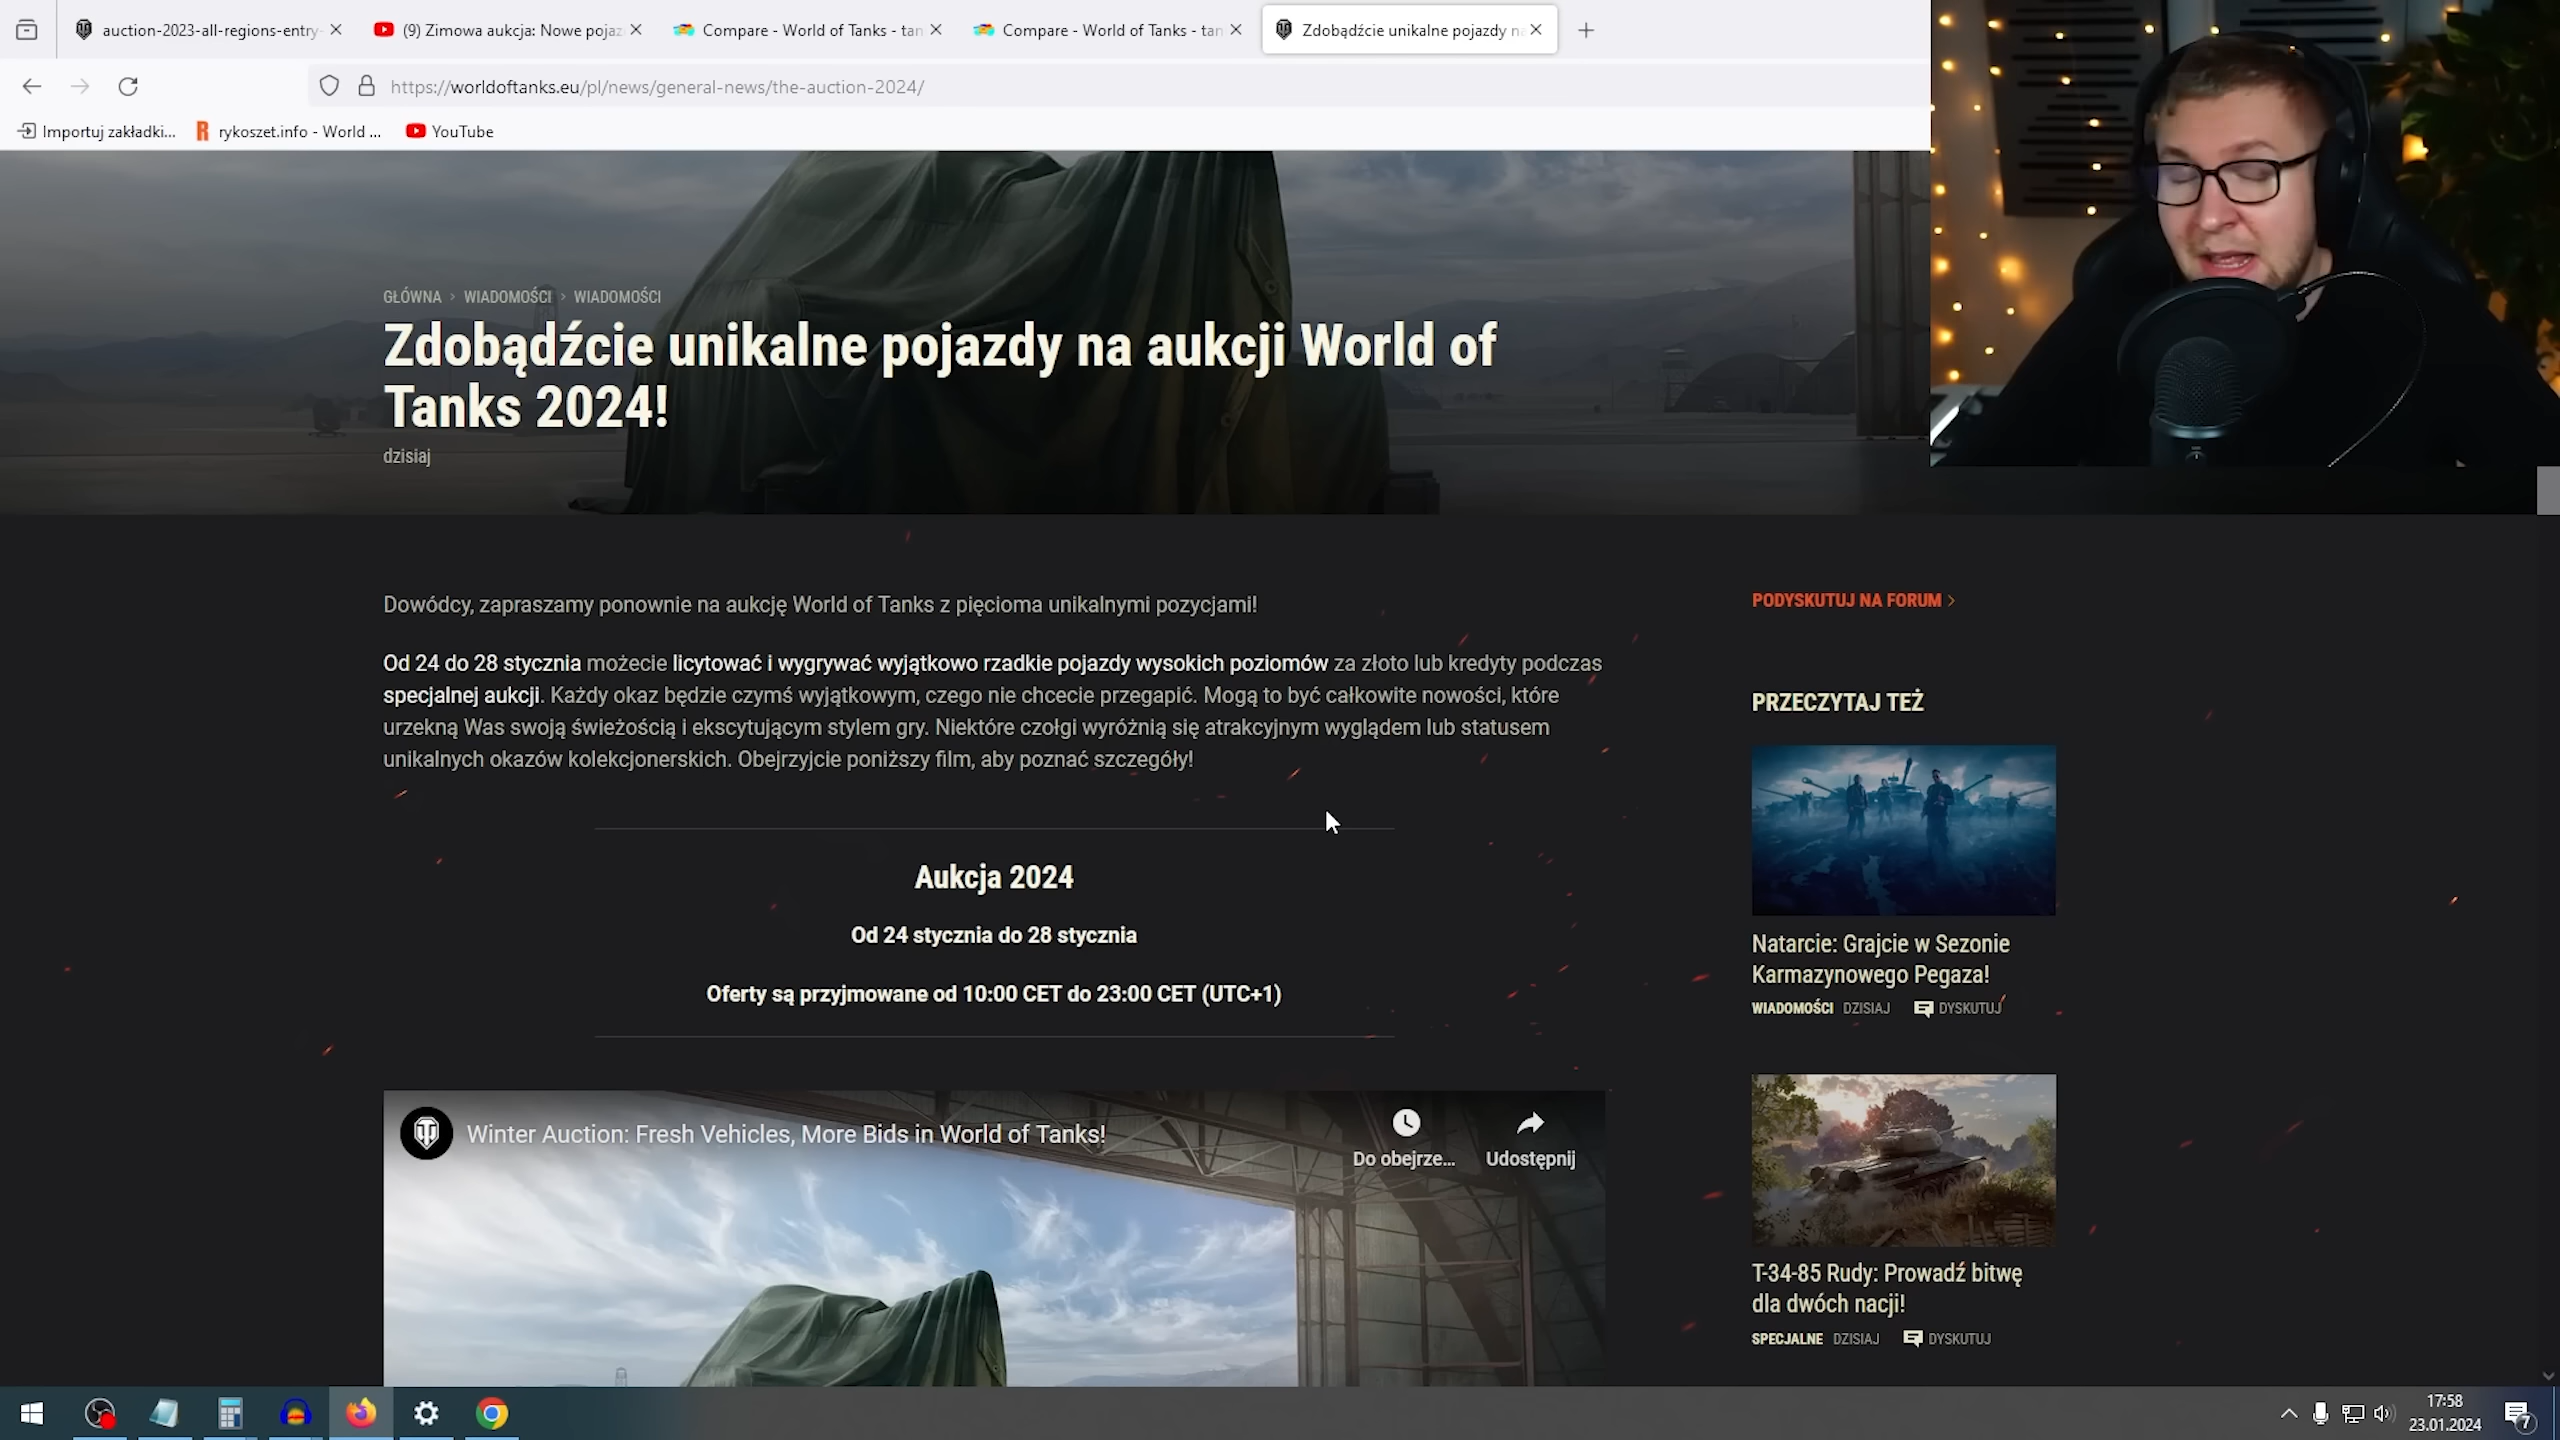 auction-2023-all-regions-entry-
(9) Zimowa aukcja: Nowe pojaz
Compare - World of Tanks - tan
Compare - World of Tanks - tan
Zdobądźcie unikalne pojazdy n
https://worldoftanks.eu/pl/news/general-news/the-auction-2024/
Importuj zakładki...
rykoszet.info - World ...
YouTube
GŁÓWNA > WIADOMOŚCI > WIADOMOŚCI
Zdobądźcie unikalne pojazdy na aukcji World of
Tanks 2024!
dzisiaj
Dowódcy, zapraszamy ponownie na aukcję World of Tanks z pięcioma unikalnymi pozycjami!
Od 24 do 28 stycznia możecie licytować i wygrywać wyjątkowo rzadkie pojazdy wysokich poziomów za złoto lub kredyty podczas
specjalnej aukcji. Każdy okaz będzie czymś wyjątkowym, czego nie chcecie przegapić. Mogą to być całkowite nowości, które
urzekną Was swoją świeżością i ekscytującym stylem gry. Niektóre czołgi wyróżnią się atrakcyjnym wyglądem lub statusem
unikalnych okazów kolekcjonerskich. Obejrzyjcie poniższy film, aby poznać szczegóły!
Aukcja 2024
Od 24 stycznia do 28 stycznia
Oferty są przyjmowane od 10:00 CET do 23:00 CET (UTC+1)
Winter Auction: Fresh Vehicles, More Bids in World of Tanks!
Do obejrze...
Udostępnij
PODYSKUTUJ NA FORUM >
PRZECZYTAJ TEŻ
Natarcie: Grajcie w Sezonie
Karmazynowego Pegaza!
WIADOMOŚCI DZISIAJ DYSKUTUJ
T-34-85 Rudy: Prowadź bitwę
dla dwóch nacji!
SPECJALNE DZISIAJ DYSKUTUJ
17:58
23.01.2024
7